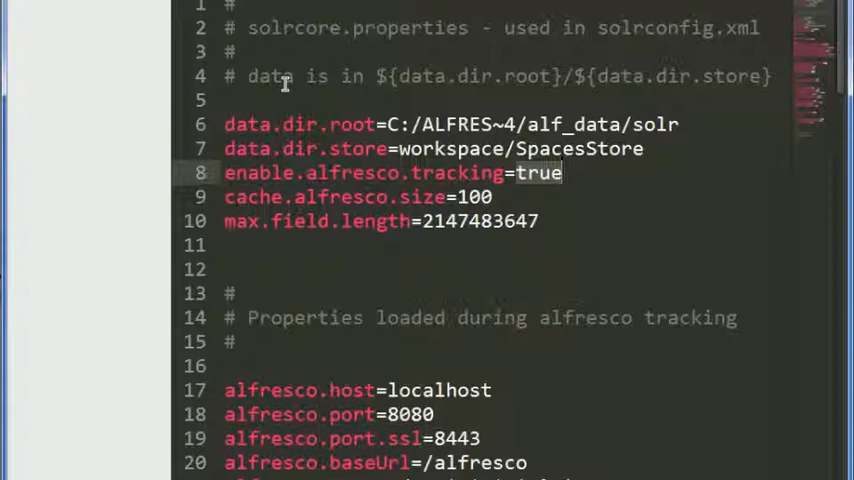 1 #
2 # solrcore.properties - used in solrconfig.xml
3 #
4 # data is in ${data.dir.root}/${data.dir.store}
5
6 data.dir.root=C:/ALFRES~4/alf_data/solr
7 data.dir.store=workspace/SpacesStore
8 enable.alfresco.tracking=true
9 cache.alfresco.size=100
10 max.field.length=2147483647
11
12
13 #
14 # Properties loaded during alfresco tracking
15 #
16
17 alfresco.host=localhost
18 alfresco.port=8080
19 alfresco.port.ssl=8443
20 alfresco.baseUrl=/alfresco